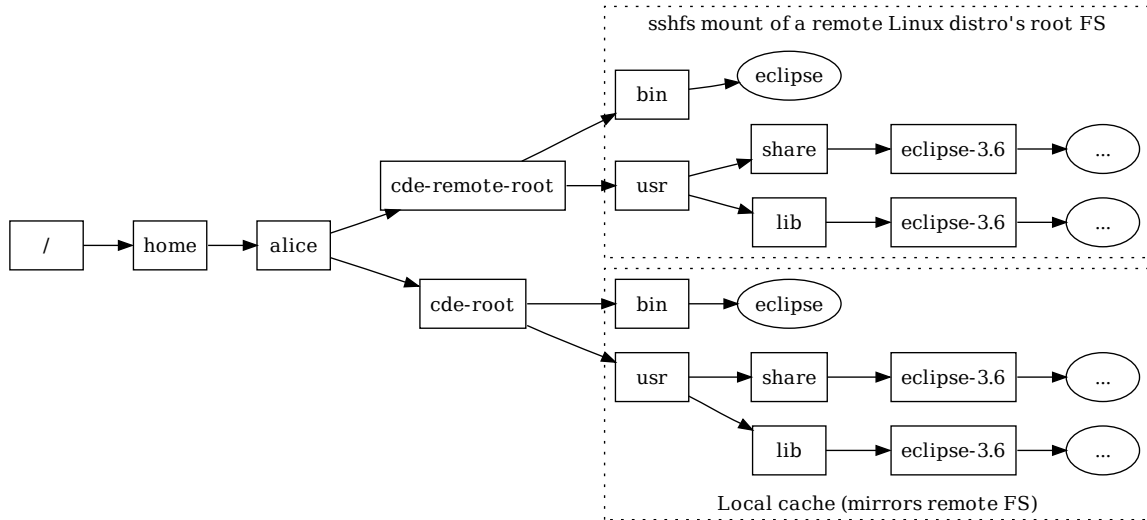 sshfs mount of a remote Linux distro's root FS
bin
eclipse
share
eclipse-3.6
...
cde-remote-root
usr
lib
eclipse-3.6
...
/
home
alice
cde-root
bin
eclipse
usr
share
eclipse-3.6
...
lib
eclipse-3.6
...
Local cache (mirrors remote FS)